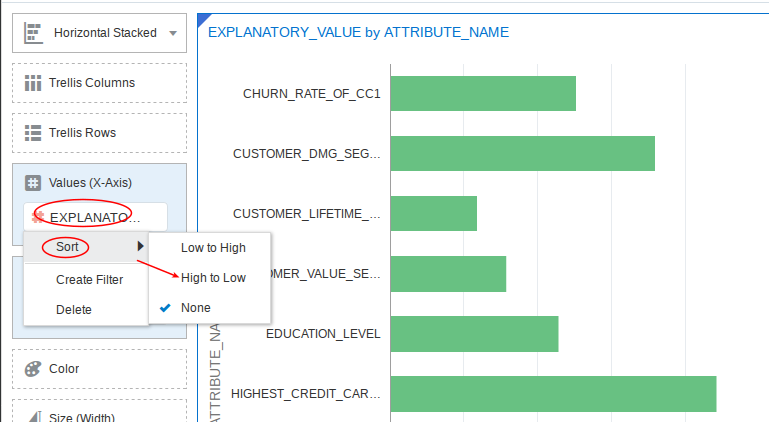 Horizontal Stacked
Trellis Columns
Trellis Rows
Values (X-Axis)
EXPLANATO...
Sort
Create Filter
Delete
Low to High
High to Low
None
Color
Size (Width)
EXPLANATORY_VALUE by ATTRIBUTE_NAME
CHURN_RATE_OF_CC1
CUSTOMER_DMG_SEG...
CUSTOMER_LIFETIME_...
OMER_VALUE_SE...
EDUCATION_LEVEL
HIGHEST_CREDIT_CAR...
ATTRIBUTE_NA